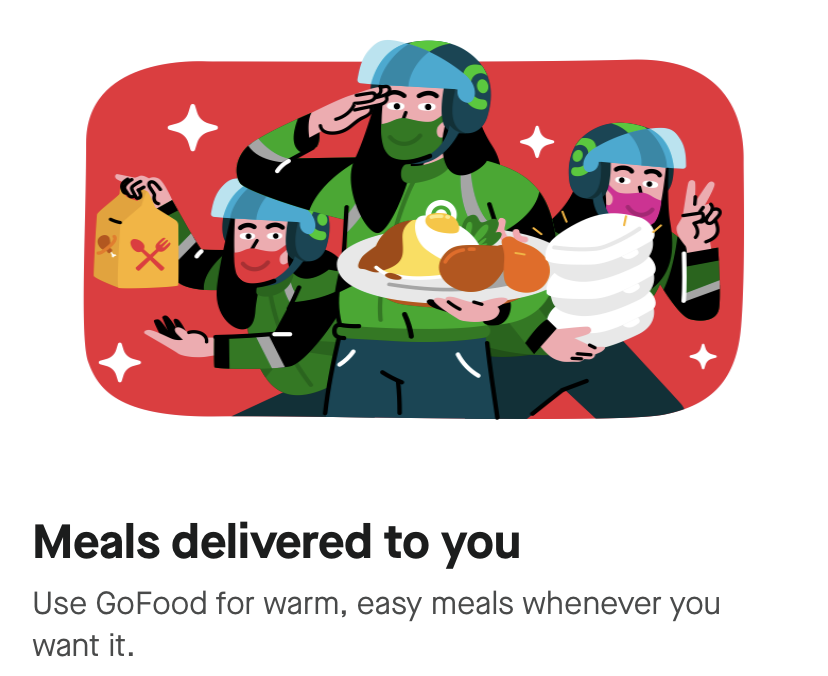 Meals delivered to you
Use GoFood for warm, easy meals whenever you
want it.